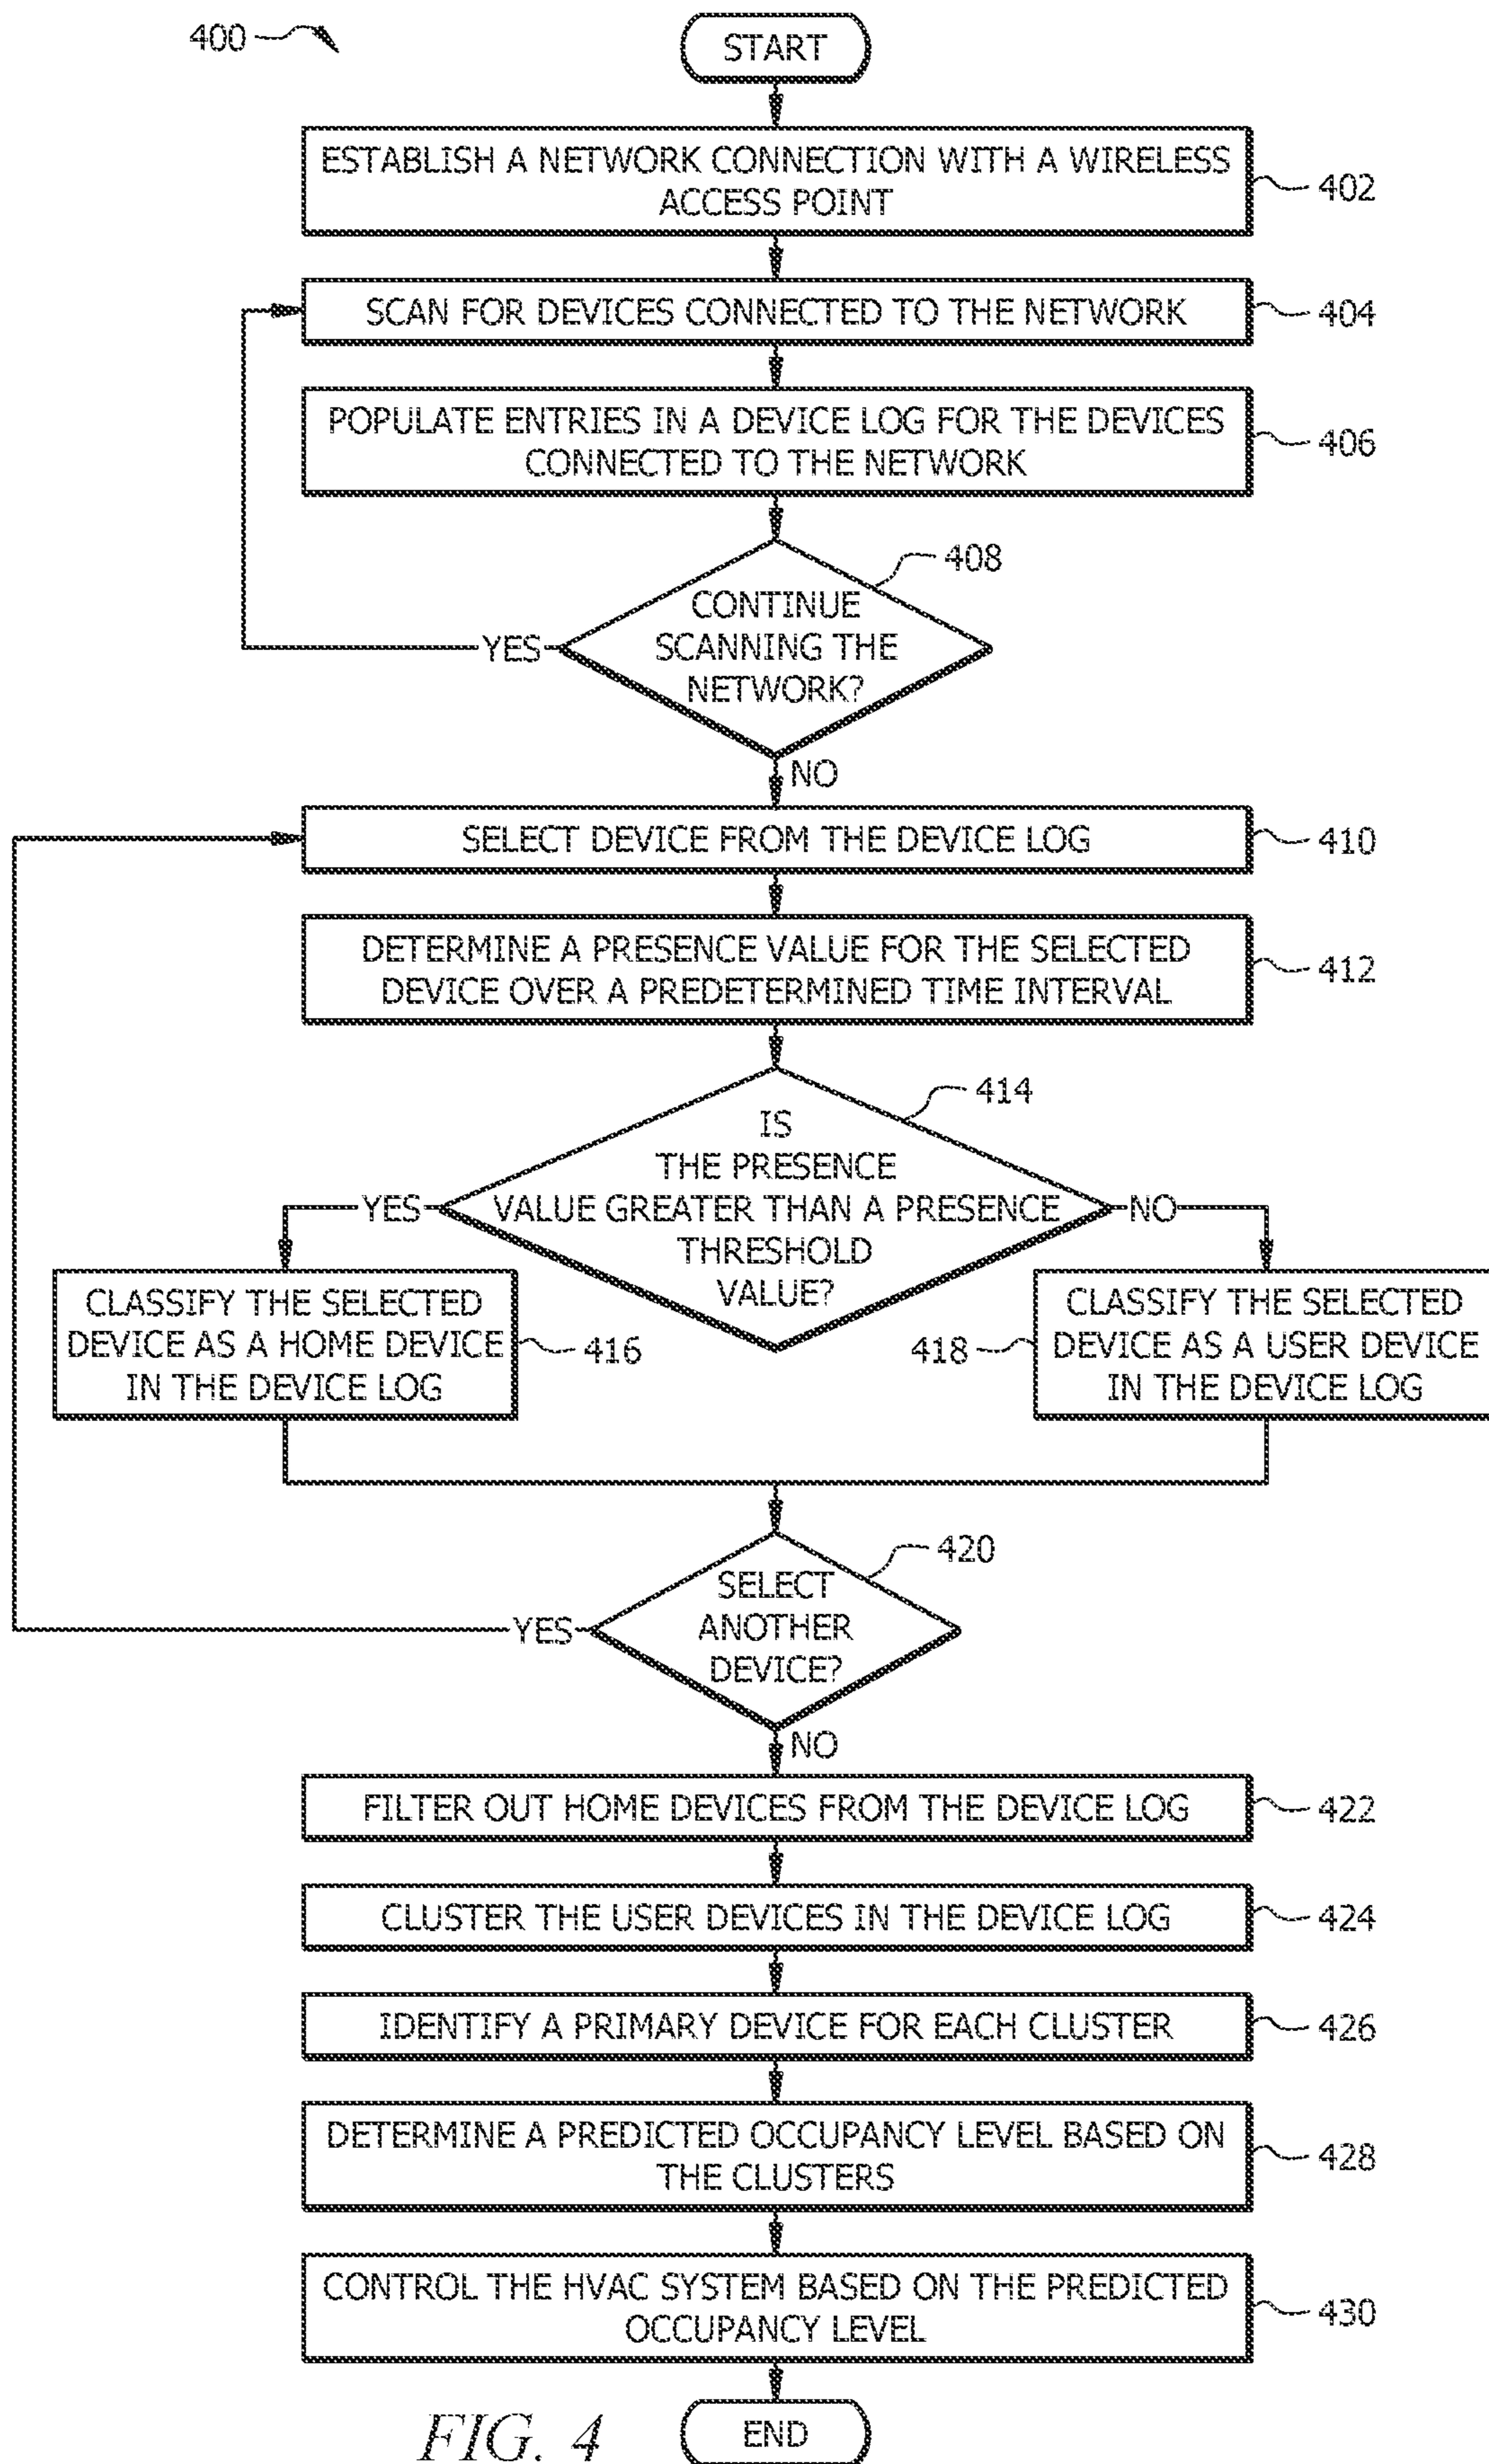 400
START
ESTABLISH A NETWORK CONNECTION WITH A WIRELESS
ACCESS POINT
402
SCAN FOR DEVICES CONNECTED TO THE NETWORK
404
POPULATE ENTRIES IN A DEVICE LOG FOR THE DEVICES
CONNECTED TO THE NETWORK
406
408
CONTINUE
SCANNING THE
NETWORK?
YES
NO
SELECT DEVICE FROM THE DEVICE LOG
410
DETERMINE A PRESENCE VALUE FOR THE SELECTED
DEVICE OVER A PREDETERMINED TIME INTERVAL
412
414
IS
THE PRESENCE
VALUE GREATER THAN A PRESENCE
THRESHOLD
VALUE?
YES
NO
CLASSIFY THE SELECTED
DEVICE AS A HOME DEVICE
IN THE DEVICE LOG
416
418
CLASSIFY THE SELECTED
DEVICE AS A USER DEVICE
IN THE DEVICE LOG
420
SELECT
ANOTHER
DEVICE?
YES
NO
FILTER OUT HOME DEVICES FROM THE DEVICE LOG
422
CLUSTER THE USER DEVICES IN THE DEVICE LOG
424
IDENTIFY A PRIMARY DEVICE FOR EACH CLUSTER
426
DETERMINE A PREDICTED OCCUPANCY LEVEL BASED ON
THE CLUSTERS
428
CONTROL THE HVAC SYSTEM BASED ON THE PREDICTED
OCCUPANCY LEVEL
430
FIG. 4
END